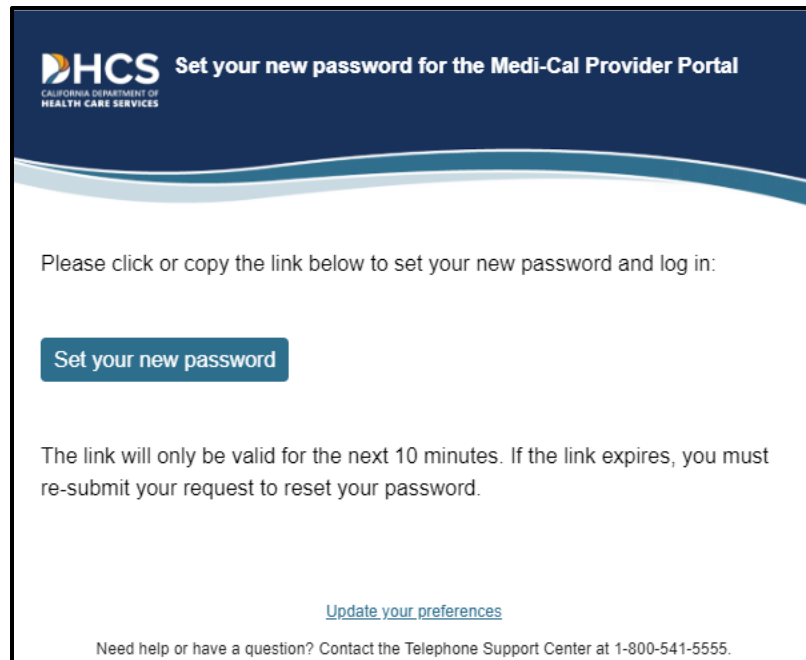 DHCS
CALIFORNIA DEPARTMENT OF
HEALTH CARE SERVICES
Set your new password for the Medi-Cal Provider Portal
Please click or copy the link below to set your new password and log in:
Set your new password
The link will only be valid for the next 10 minutes. If the link expires, you must
re-submit your request to reset your password.
Update your preferences
Need help or have a question? Contact the Telephone Support Center at 1-800-541-5555.